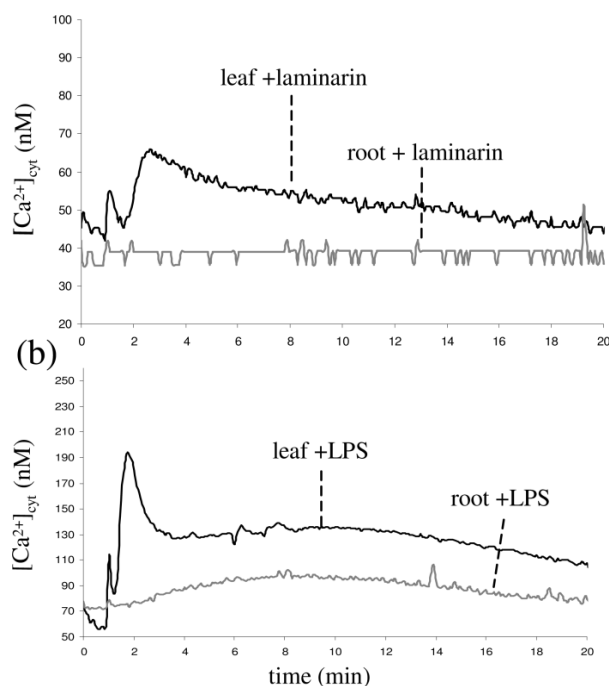 100
90
80
70
60
50
40
30
20
[Ca2+]cyt (nM)
leaf +laminarin
root + laminarin
0 2 4 6 8 10 12 14 16 18 20
(b)
250
230
210
190
170
150
130
110
90
70
50
[Ca2+]cyt (nM)
leaf +LPS
root +LPS
0 2 4 6 8 10 12 14 16 18 20
time (min)